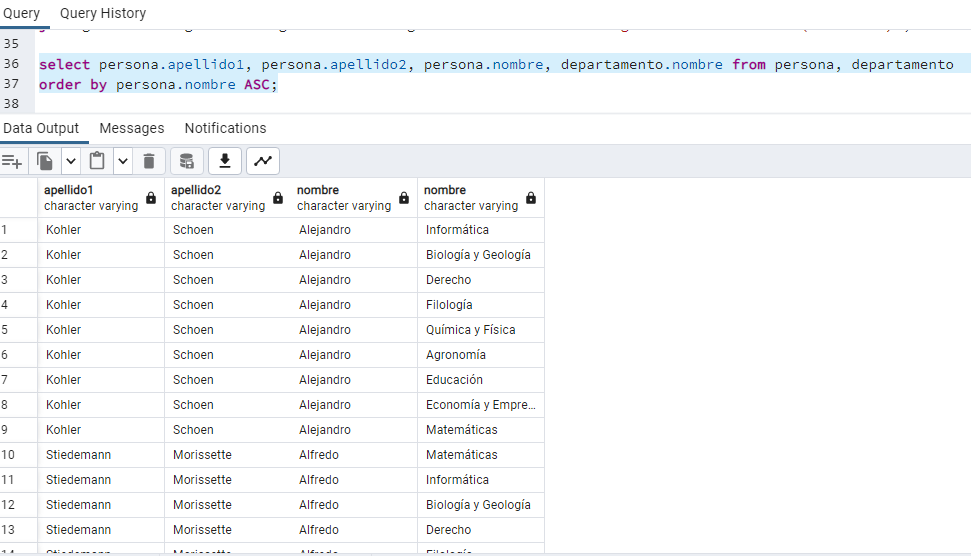 Query Query History
35
36 select persona.apellido1, persona.apellido2, persona.nombre, departamento.nombre from persona, departamento
37 order by persona.nombre ASC;
38
Data Output Messages Notifications
apellido1 apellido2 nombre nombre
character varying character varying character varying character varying
1 Kohler Schoen Alejandro Informática
2 Kohler Schoen Alejandro Biología y Geología
3 Kohler Schoen Alejandro Derecho
4 Kohler Schoen Alejandro Filología
5 Kohler Schoen Alejandro Química y Física
6 Kohler Schoen Alejandro Agronomía
7 Kohler Schoen Alejandro Educación
8 Kohler Schoen Alejandro Economía y Empre...
9 Kohler Schoen Alejandro Matemáticas
10 Stiedemann Morissette Alfredo Matemáticas
11 Stiedemann Morissette Alfredo Informática
12 Stiedemann Morissette Alfredo Biología y Geología
13 Stiedemann Morissette Alfredo Derecho
14 Stiedemann Morissette Alfredo Filología